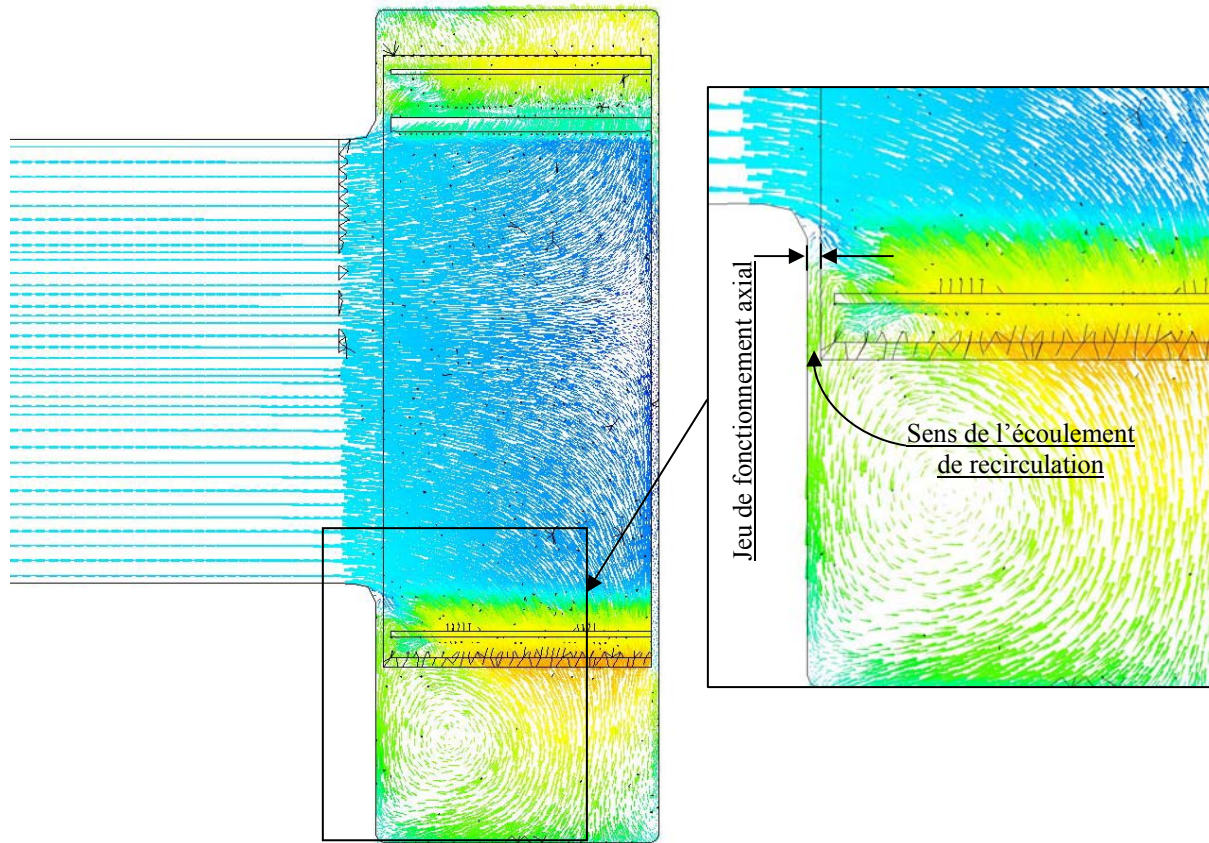 Jeu de fonctionnement axial
Sens de l’écoulement
de recirculation